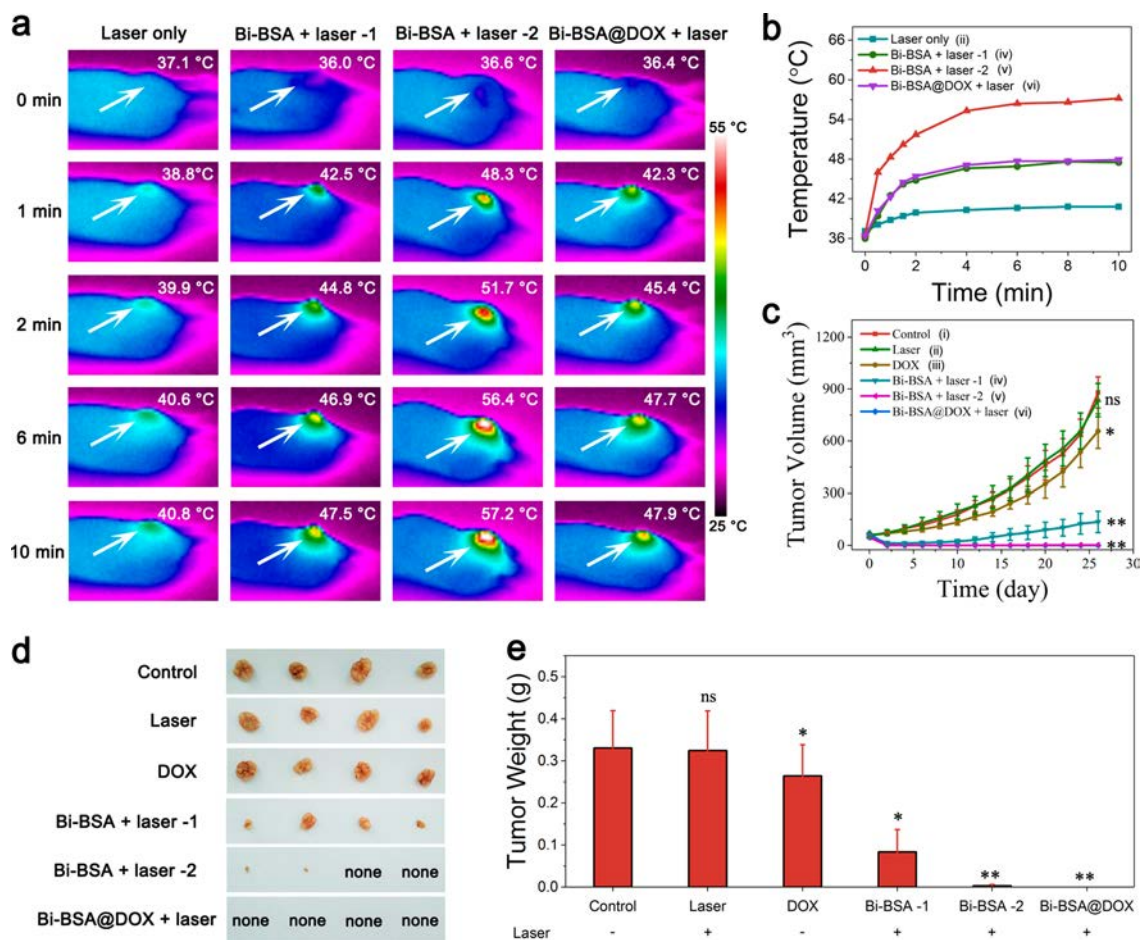 a
Laser only Bi-BSA + laser -1 Bi-BSA + laser -2 Bi-BSA@DOX + laser
0 min 37.1 °C 36.0 °C 36.6 °C 36.4 °C
55 °C
1 min 38.8°C 42.5 °C 48.3 °C 42.3 °C
2 min 39.9 °C 44.8 °C 51.7 °C 45.4 °C
6 min 40.6 °C 46.9 °C 56.4 °C 47.7 °C
10 min 40.8 °C 47.5 °C 57.2 °C 47.9 °C
25 °C
b
Temperature (°C)
66
60
54
48
42
36
Laser only (ii)
Bi-BSA + laser -1 (iv)
Bi-BSA + laser -2 (v)
Bi-BSA@DOX + laser (vi)
0 2 4 6 8 10
Time (min)
c
Tumor Volume (mm³)
1200
900
600
300
0
Control (i)
Laser (ii)
DOX (iii)
Bi-BSA + laser -1 (iv)
Bi-BSA + laser -2 (v)
Bi-BSA@DOX + laser (vi)
ns
*
**
**
0 5 10 15 20 25 30
Time (day)
d
Control
Laser
DOX
Bi-BSA + laser -1
Bi-BSA + laser -2 none none
Bi-BSA@DOX + laser none none none none
e
Tumor Weight (g)
0.5
0.4
0.3
0.2
0.1
0.0
ns * * ** **
Control Laser DOX Bi-BSA -1 Bi-BSA -2 Bi-BSA@DOX
Laser - + - + + +